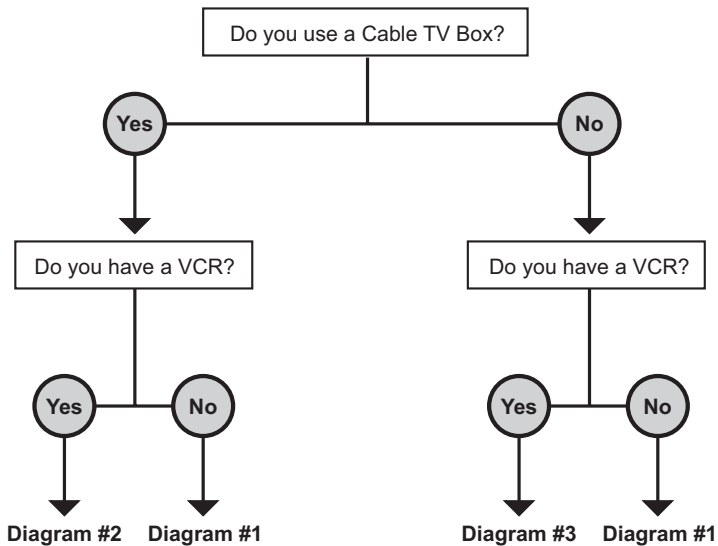 Do you use a Cable TV Box?
Yes
No
Do you have a VCR?
Do you have a VCR?
Yes
No
Yes
No
Diagram #2
Diagram #1
Diagram #3
Diagram #1